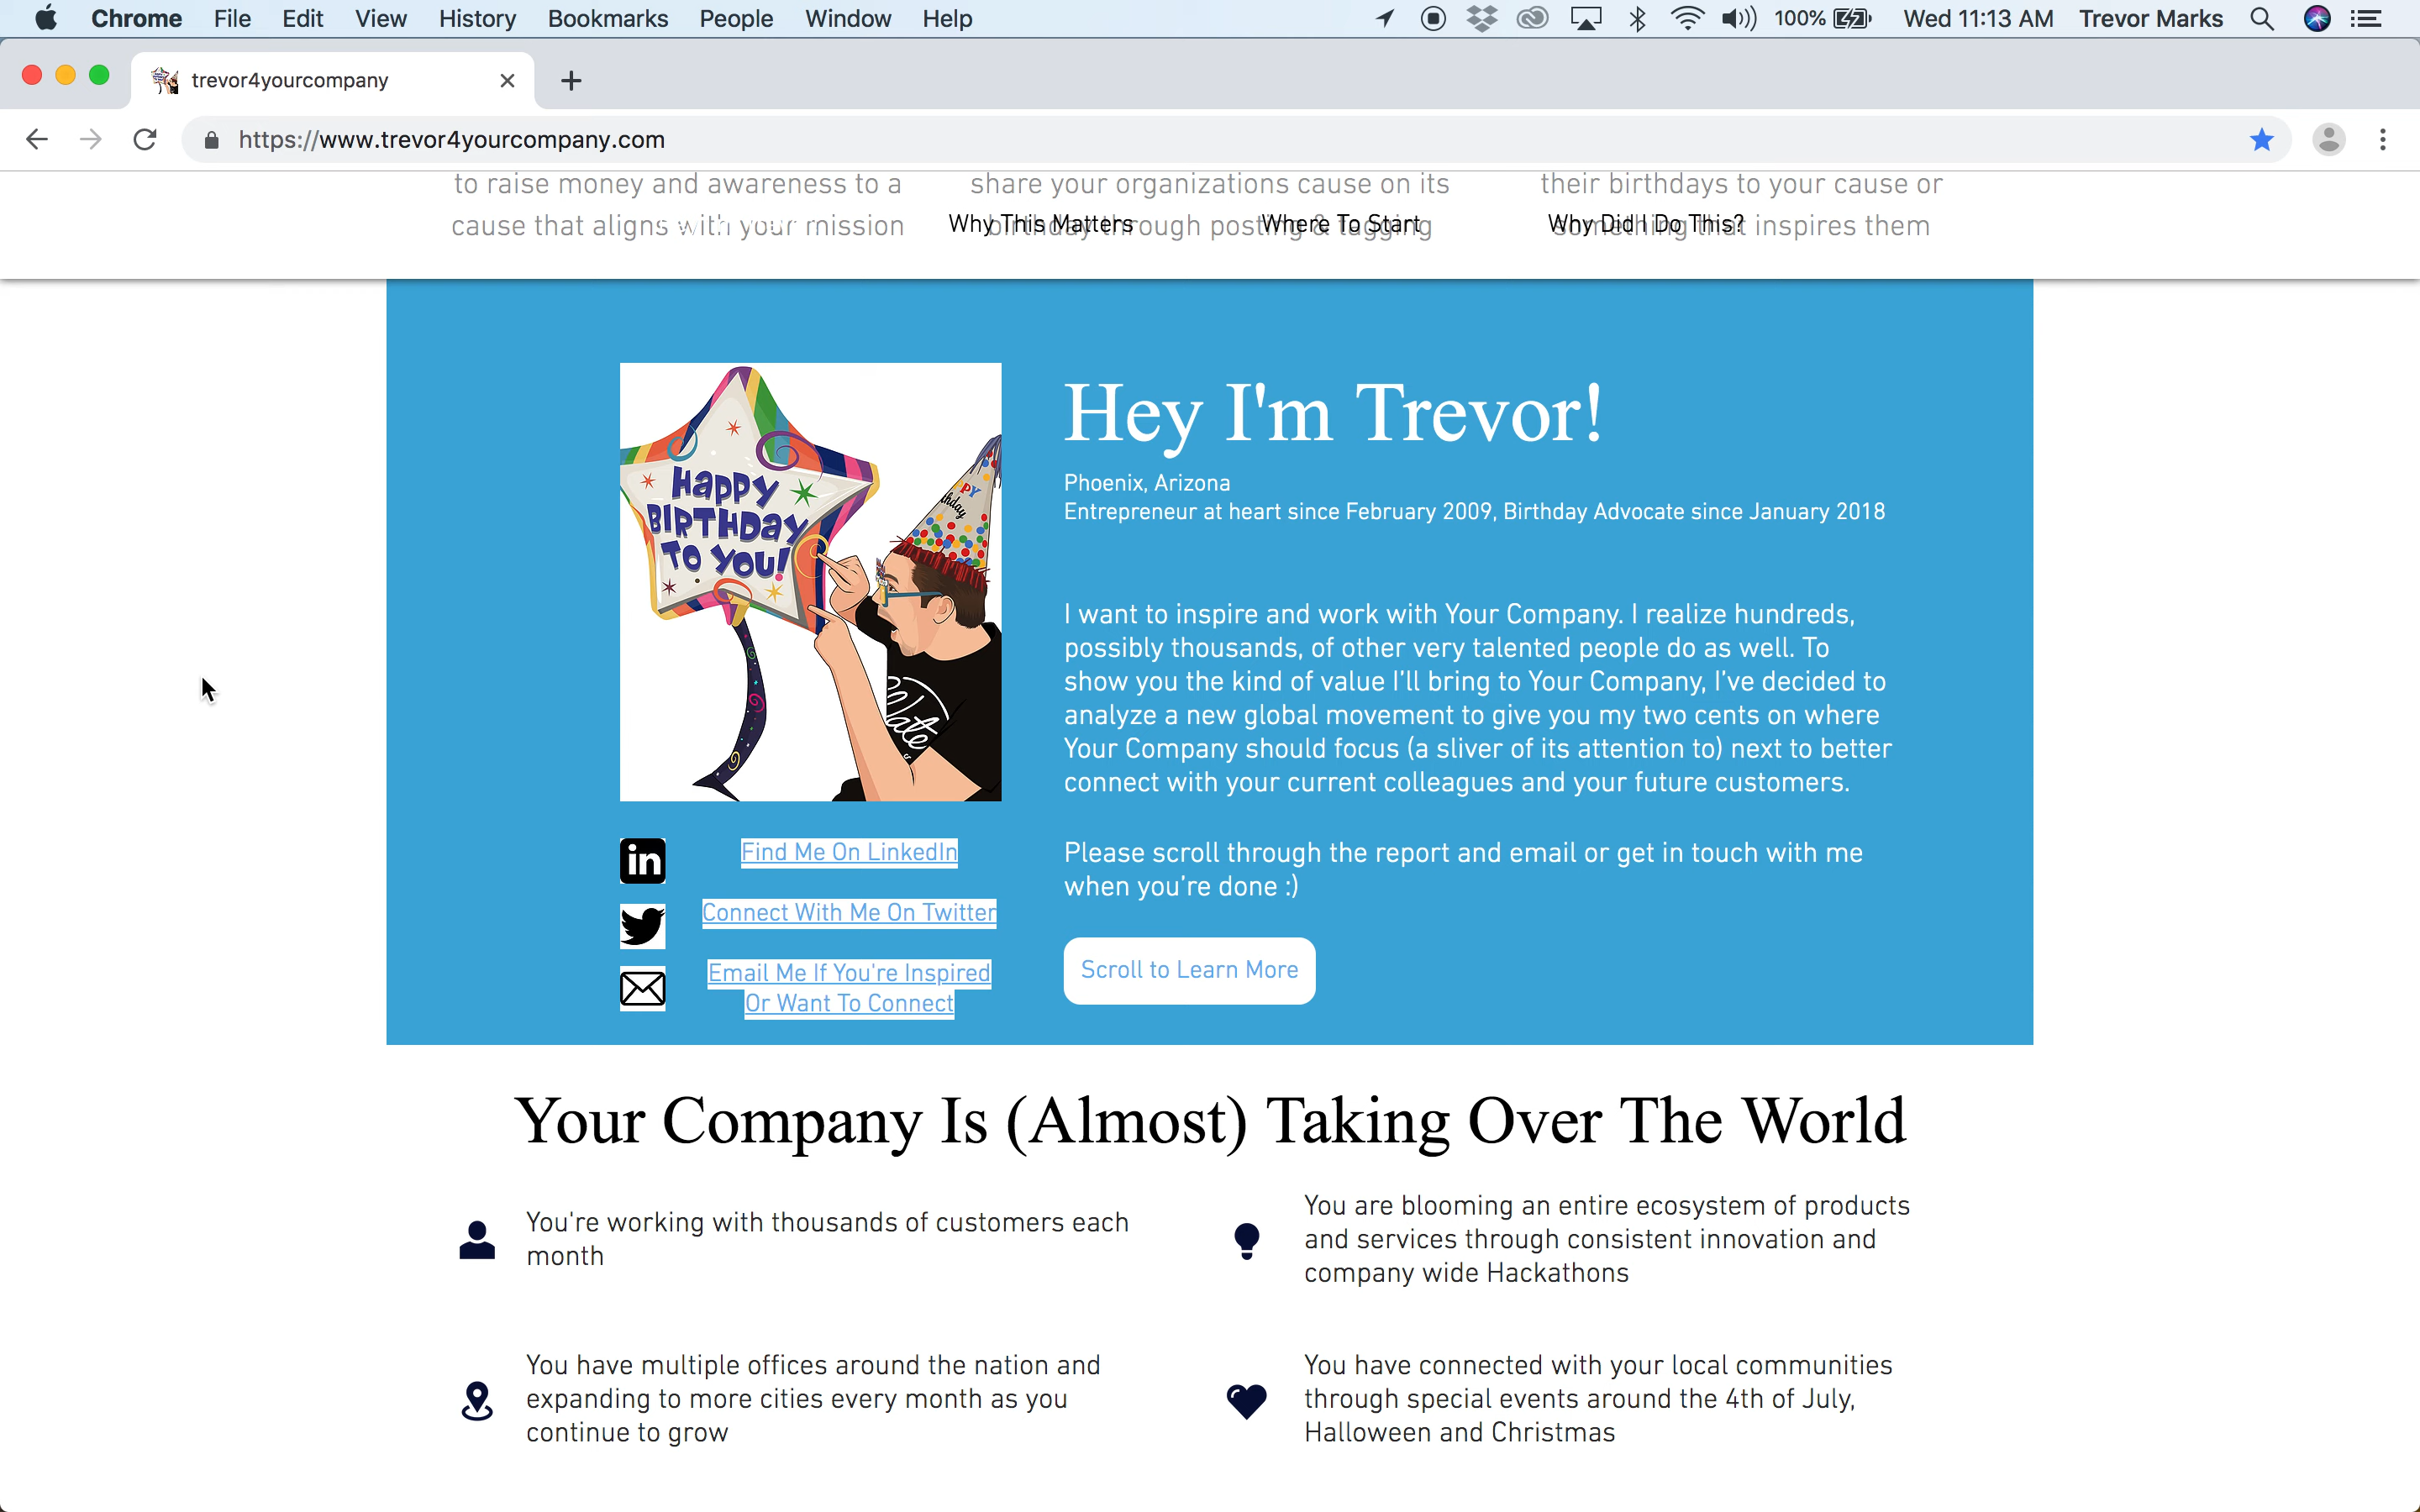 Chrome File Edit View History Bookmarks People Window Help 100% Wed 11:13 AM Trevor Marks
trevor4yourcompany
https://www.trevor4yourcompany.com
to raise money and awareness to a
cause that aligns with your mission
share your organizations cause on its
birthday through posting & tagging
their birthdays to your cause or
something that inspires them
Why This Matters
Where To Start
Why Did I Do This?
HAPPY
BIRTHDAY
TO YOU!
PY
thday
Hey I'm Trevor!
Phoenix, Arizona
Entrepreneur at heart since February 2009, Birthday Advocate since January 2018
I want to inspire and work with Your Company. I realize hundreds,
possibly thousands, of other very talented people do as well. To
show you the kind of value I'll bring to Your Company, I've decided to
analyze a new global movement to give you my two cents on where
Your Company should focus (a sliver of its attention to) next to better
connect with your current colleagues and your future customers.
Please scroll through the report and email or get in touch with me
when you're done :)
Scroll to Learn More
in
Find Me On LinkedIn
Connect With Me On Twitter
Email Me If You're Inspired
Or Want To Connect
Your Company Is (Almost) Taking Over The World
You're working with thousands of customers each
month
You are blooming an entire ecosystem of products
and services through consistent innovation and
company wide Hackathons
You have multiple offices around the nation and
expanding to more cities every month as you
continue to grow
You have connected with your local communities
through special events around the 4th of July,
Halloween and Christmas